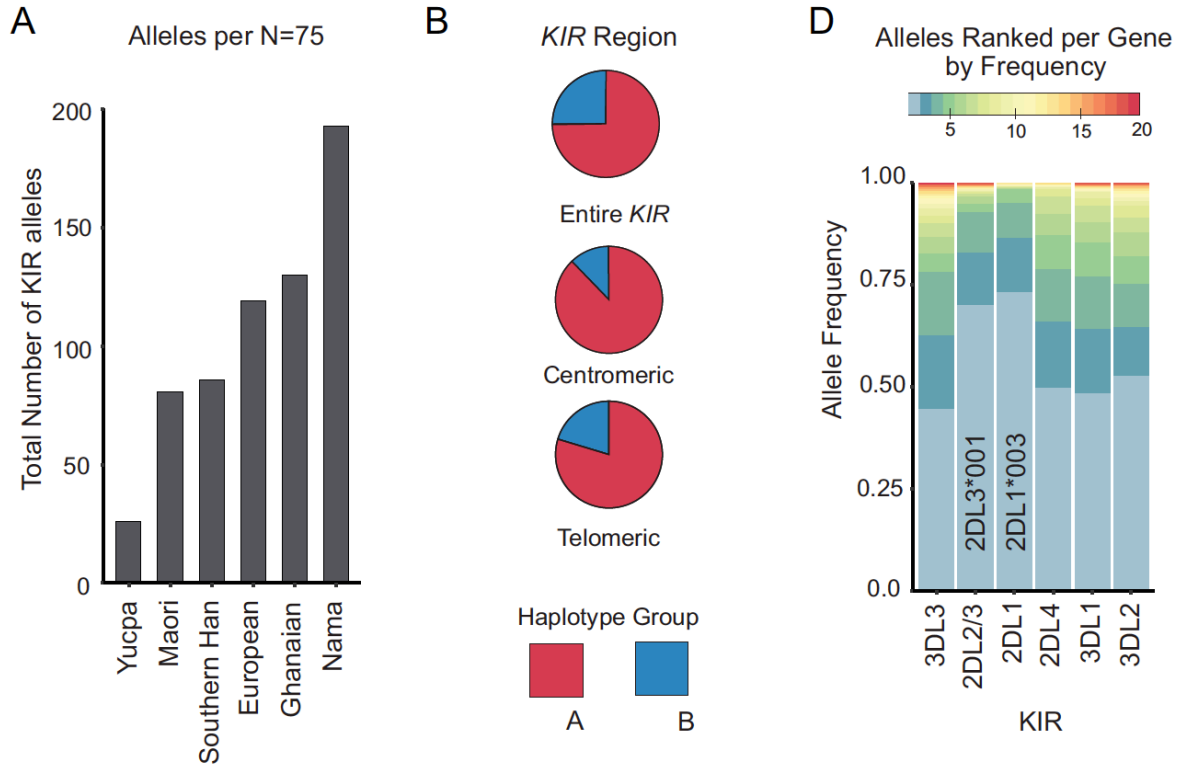 A
Alleles per N=75
Total Number of KIR alleles
200
150
100
50
0
Yucpa
Maori
Southern Han
European
Ghanaian
Nama
B
KIR Region
Entire KIR
Centromeric
Telomeric
Haplotype Group
A
B
D
Alleles Ranked per Gene
by Frequency
5
10
15
20
Allele Frequency
1.00
0.75
0.50
0.25
0.0
2DL3*001
2DL1*003
3DL3
2DL2/3
2DL1
2DL4
3DL1
3DL2
KIR